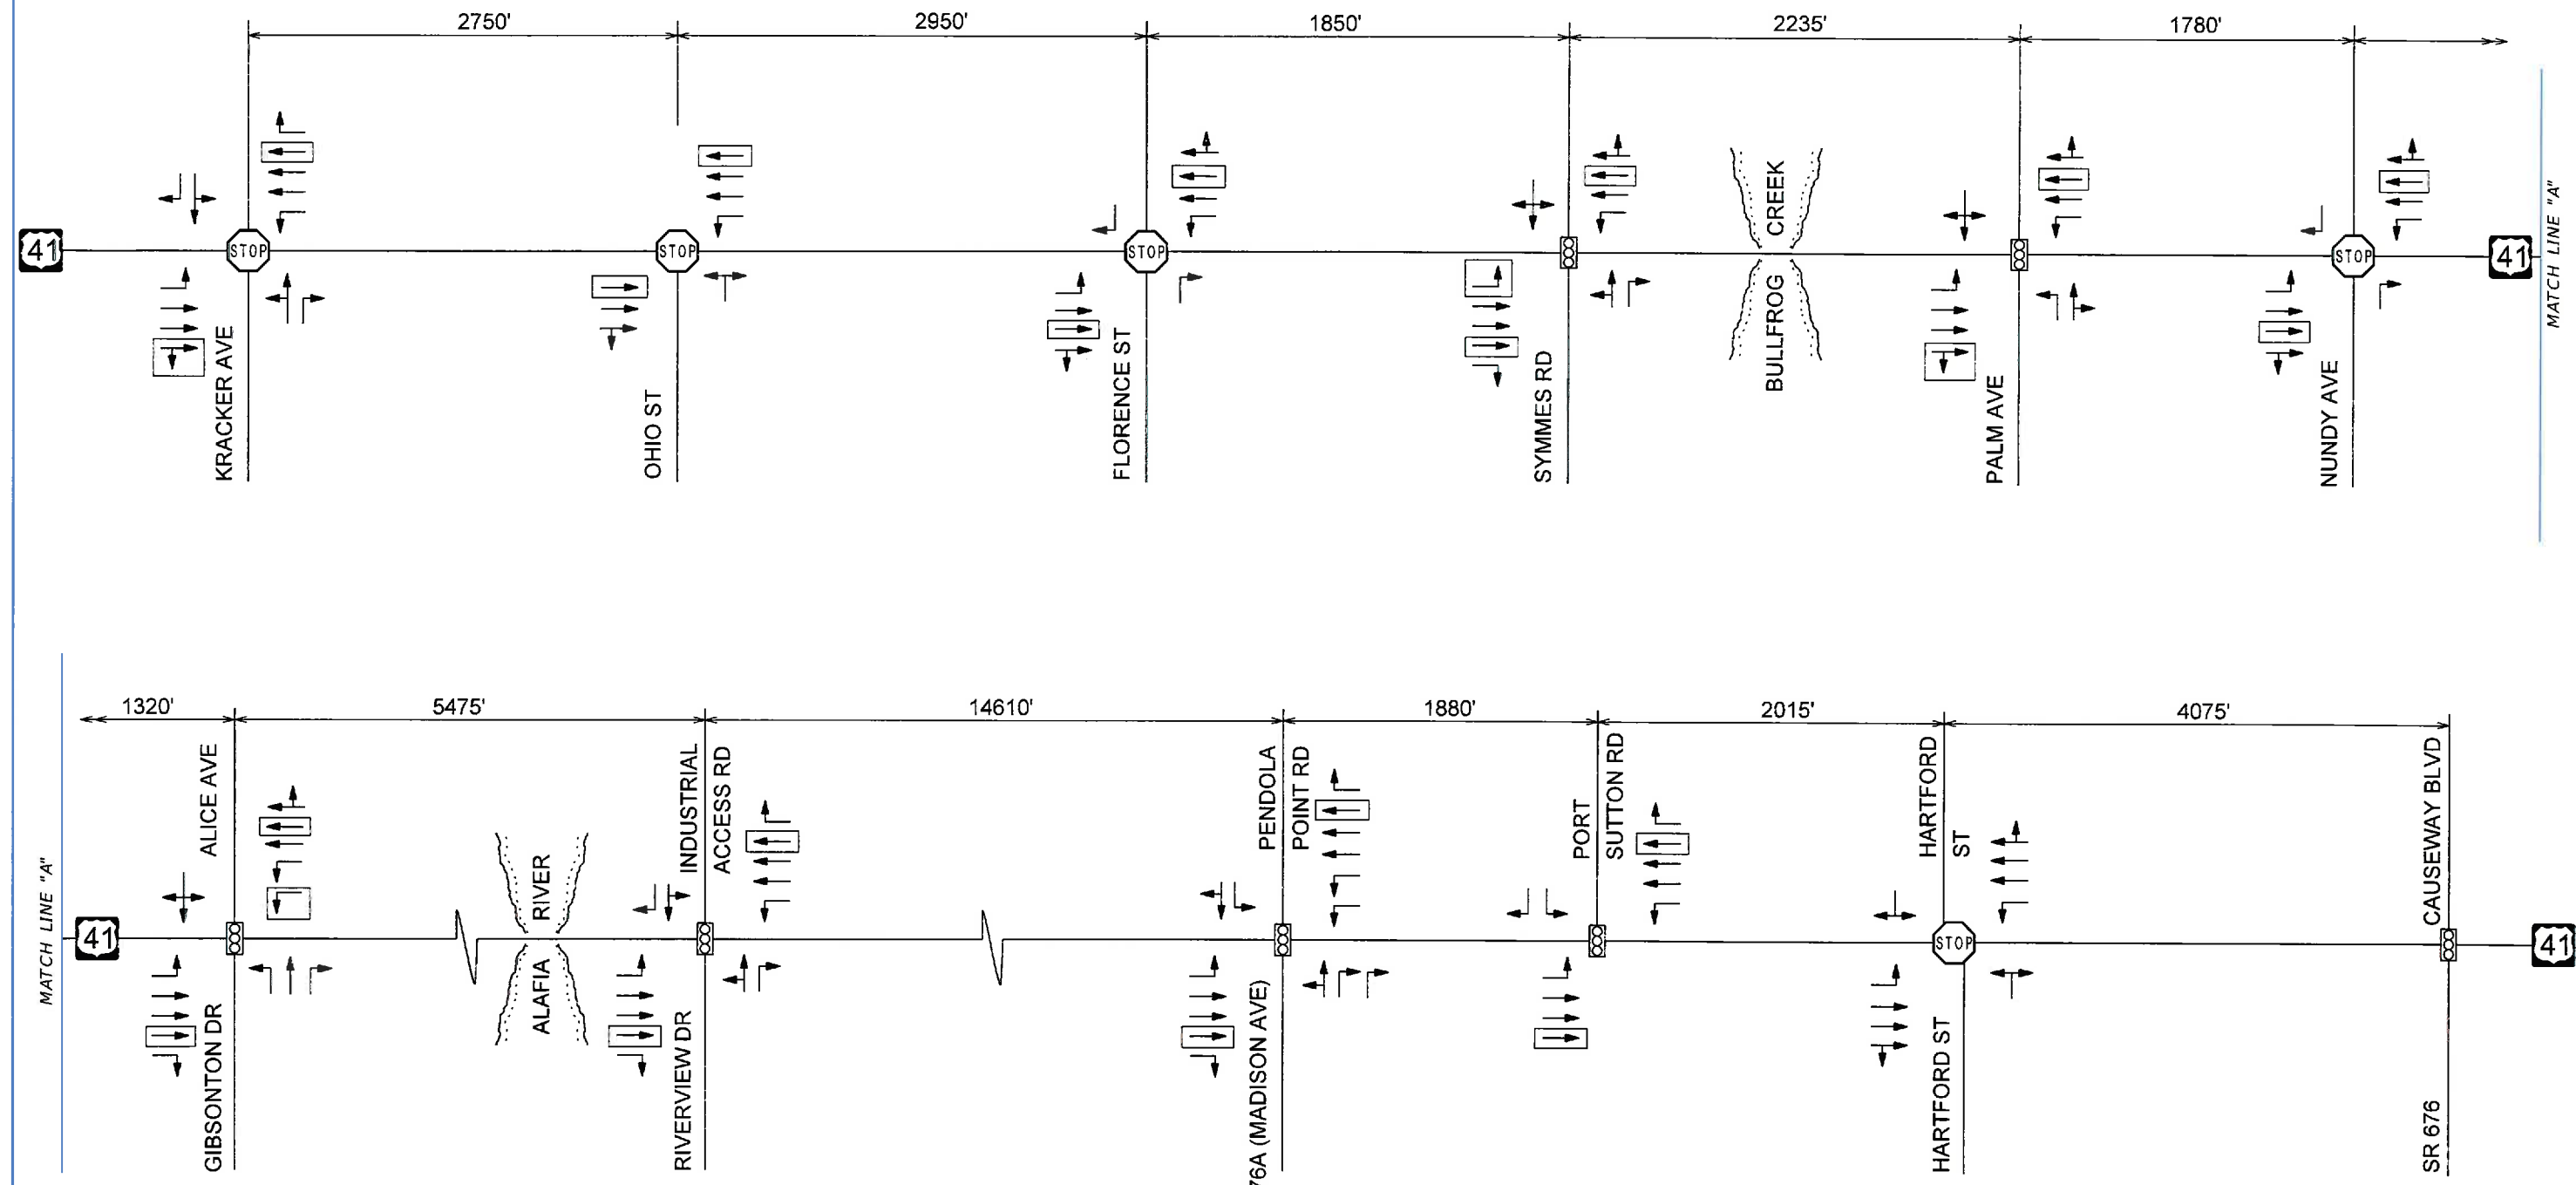 2750' 2950' 1850' 2235' 1780'
41 STOP STOP STOP 41
STOP
KRACKER AVE
OHIO ST
FLORENCE ST
SYMMES RD
BULLFROG CREEK
PALM AVE
NUNDY AVE
MATCH LINE "A"
1320' 5475' 14610' 1880' 2015' 4075'
MATCH LINE "A"
41
ALICE AVE
GIBSONTON DR
ALAFIA RIVER
INDUSTRIAL
ACCESS RD
RIVERVIEW DR
PENDOLA
POINT RD
76A (MADISON AVE)
PORT
SUTTON RD
HARTFORD
ST
STOP
HARTFORD ST
CAUSEWAY BLVD
SR 676
41